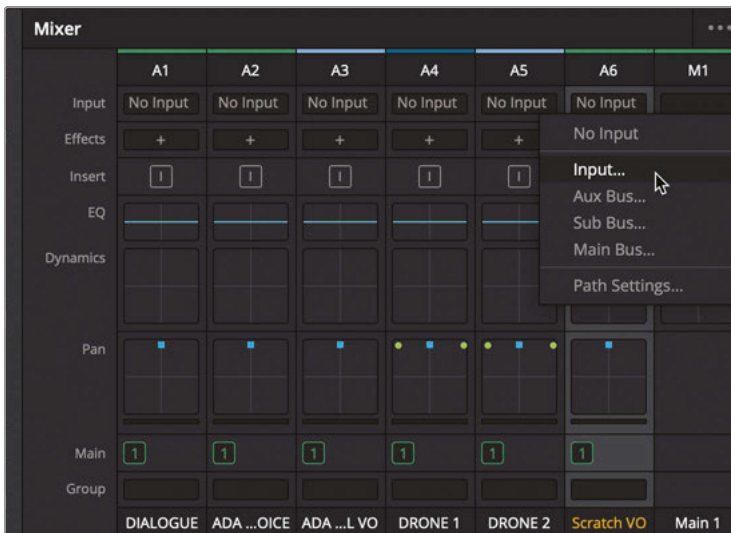 Mixer
A1 A2 A3 A4 A5 A6 M1
Input No Input No Input No Input No Input No Input No Input
No Input
Effects + + + + +
Input...
Insert I I I I I
Aux Bus...
EQ
Sub Bus...
Main Bus...
Dynamics
Path Settings...
Pan
Main 1 1 1 1 1 1
Group
DIALOGUE ADA ...OICE ADA ...L VO DRONE 1 DRONE 2 Scratch VO Main 1